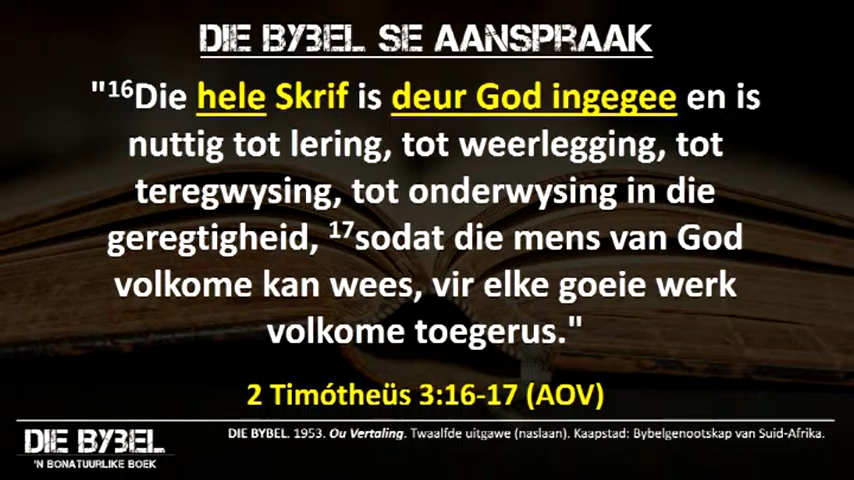 DIE BYBEL SE AANSPRAAK
"¹⁶Die hele Skrif is deur God ingegee en is
nuttig tot lering, tot weerlegging, tot
teregwysing, tot onderwysing in die
geregtigheid, ¹⁷sodat die mens van God
volkome kan wees, vir elke goeie werk
volkome toegerus."
2 Timótheüs 3:16-17 (AOV)
DIE BYBEL. 1953. Ou Vertaling. Twaalfde uitgawe (naslaan). Kaapstad: Bybelgenootskap van Suid-Afrika.
DIE BYBEL
'N BONATUURLIKE BOEK